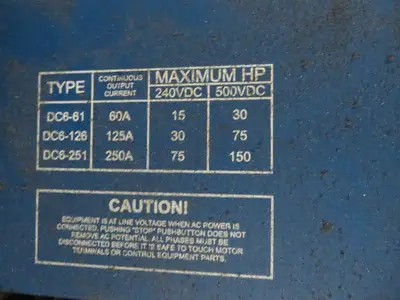 TYPE CONTINUOUS OUTPUT CURRENT MAXIMUM HP
240VDC 500VDC
DC6-61 60A 15 30
DC6-126 125A 30 75
DC6-251 250A 75 150
CAUTION!
EQUIPMENT IS AT LINE VOLTAGE WHEN AC POWER IS
CONNECTED. PUSHING "STOP" PUSHBUTTON DOES NOT
REMOVE AC POTENTIAL. ALL PHASES MUST BE
DISCONNECTED BEFORE IT IS SAFE TO TOUCH MOTOR
TERMINALS OR CONTROL EQUIPMENT PARTS.